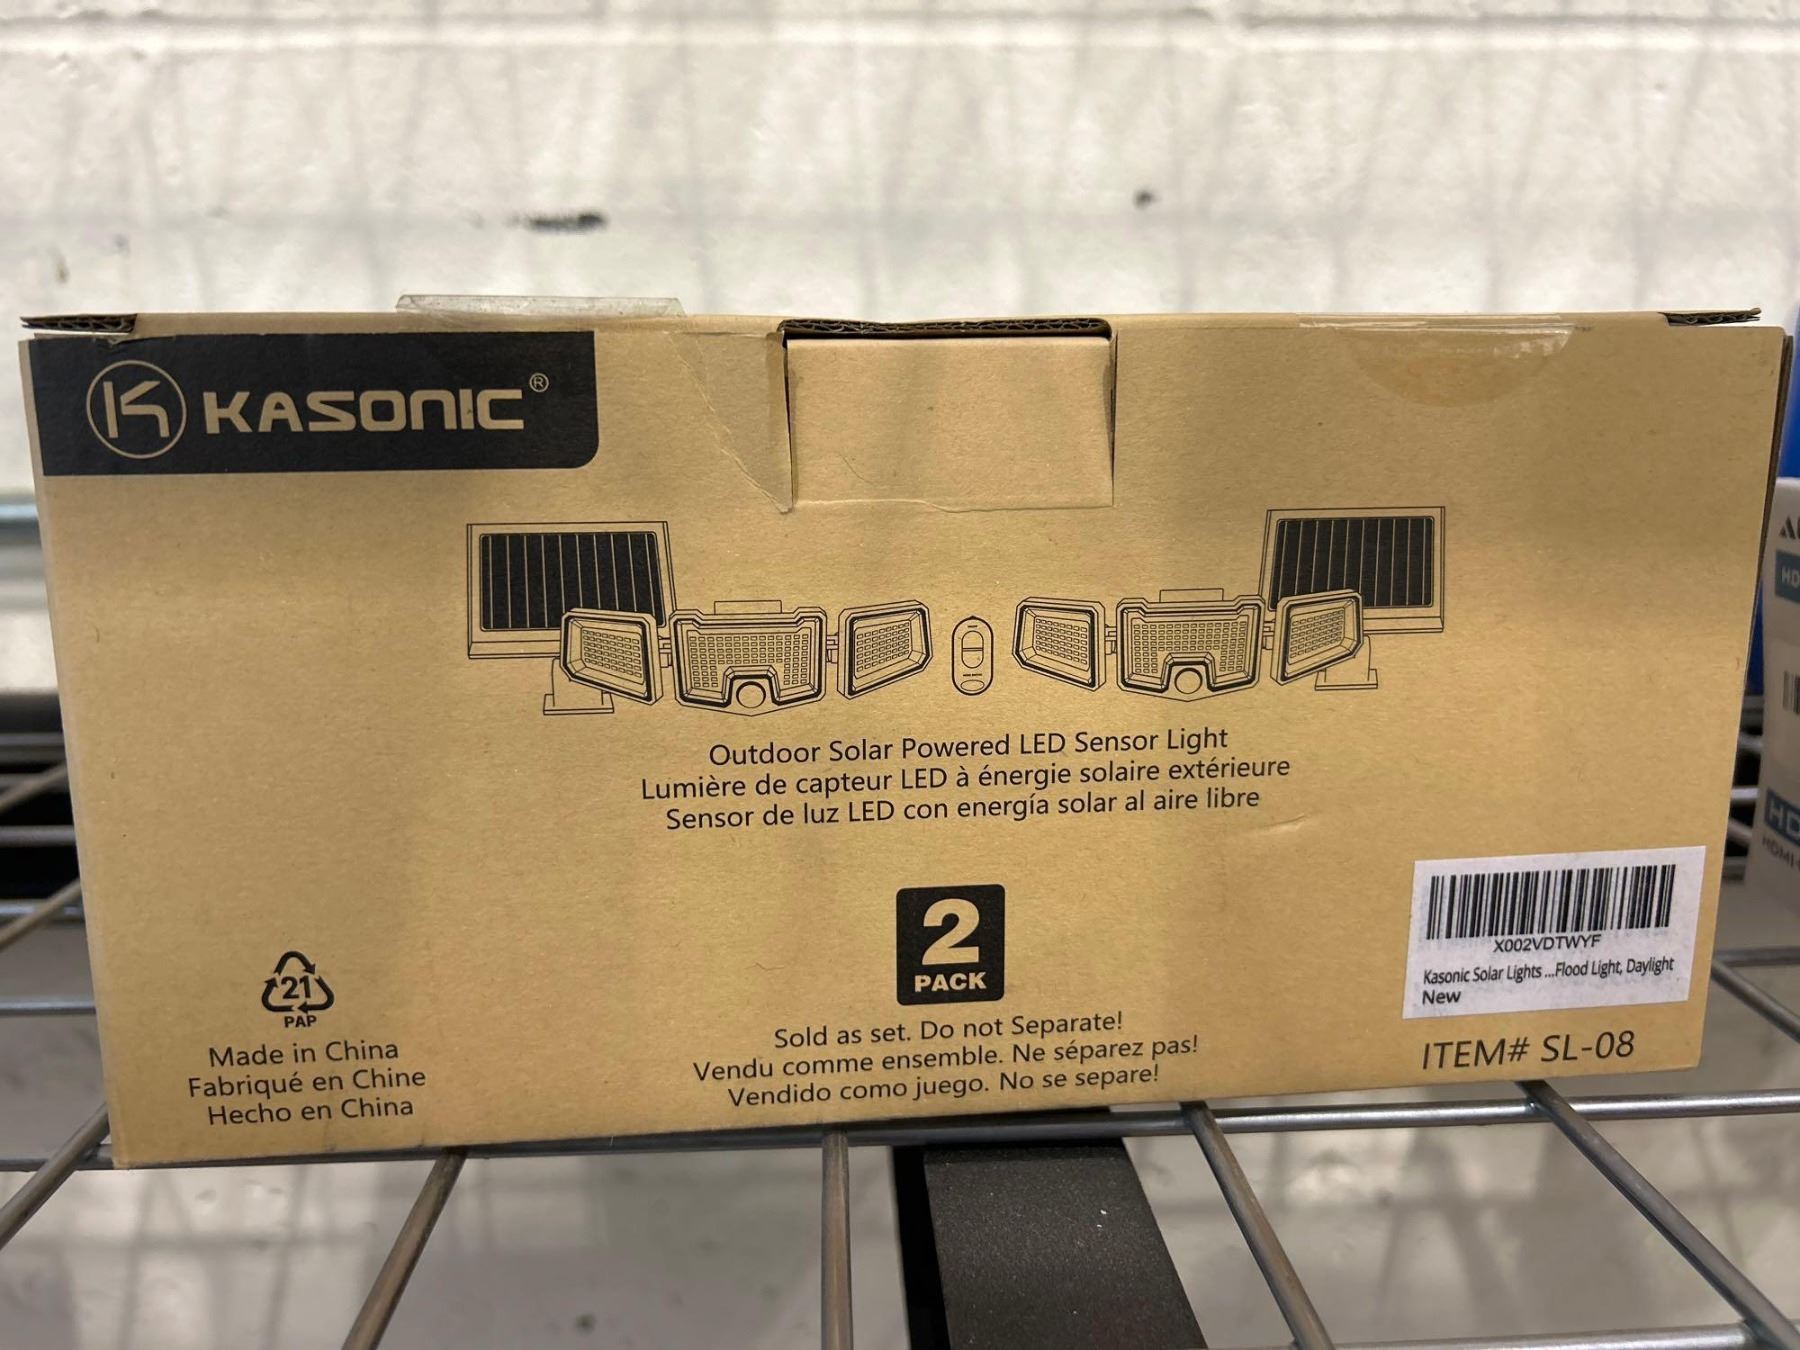 KASONIC®
Outdoor Solar Powered LED Sensor Light
Lumière de capteur LED à énergie solaire extérieure
Sensor de luz LED con energía solar al aire libre
2
PACK
Sold as set. Do not Separate!
Vendu comme ensemble. Ne séparez pas!
Vendido como juego. No se separe!
21
PAP
Made in China
Fabriqué en Chine
Hecho en China
X002VDTWYF
Kasonic Solar Lights ...Flood Light, Daylight
New
ITEM# SL-08
HD
HDMI